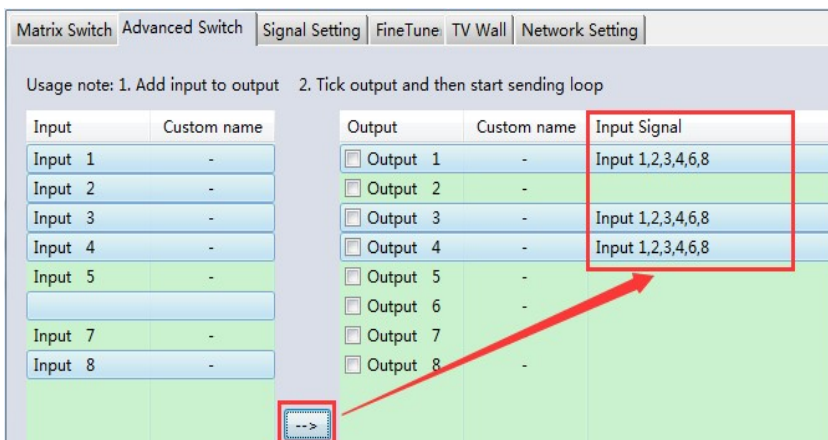 Matrix Switch Advanced Switch Signal Setting FineTune TV Wall Network Setting
Usage note: 1. Add input to output 2. Tick output and then start sending loop
Input Custom name Output Custom name Input Signal
Input 1 - Output 1 - Input 1,2,3,4,6,8
Input 2 - Output 2 -
Input 3 - Output 3 - Input 1,2,3,4,6,8
Input 4 - Output 4 - Input 1,2,3,4,6,8
Input 5 - Output 5 -
Output 6 -
Input 7 - Output 7
Input 8 - Output 8 -
-->